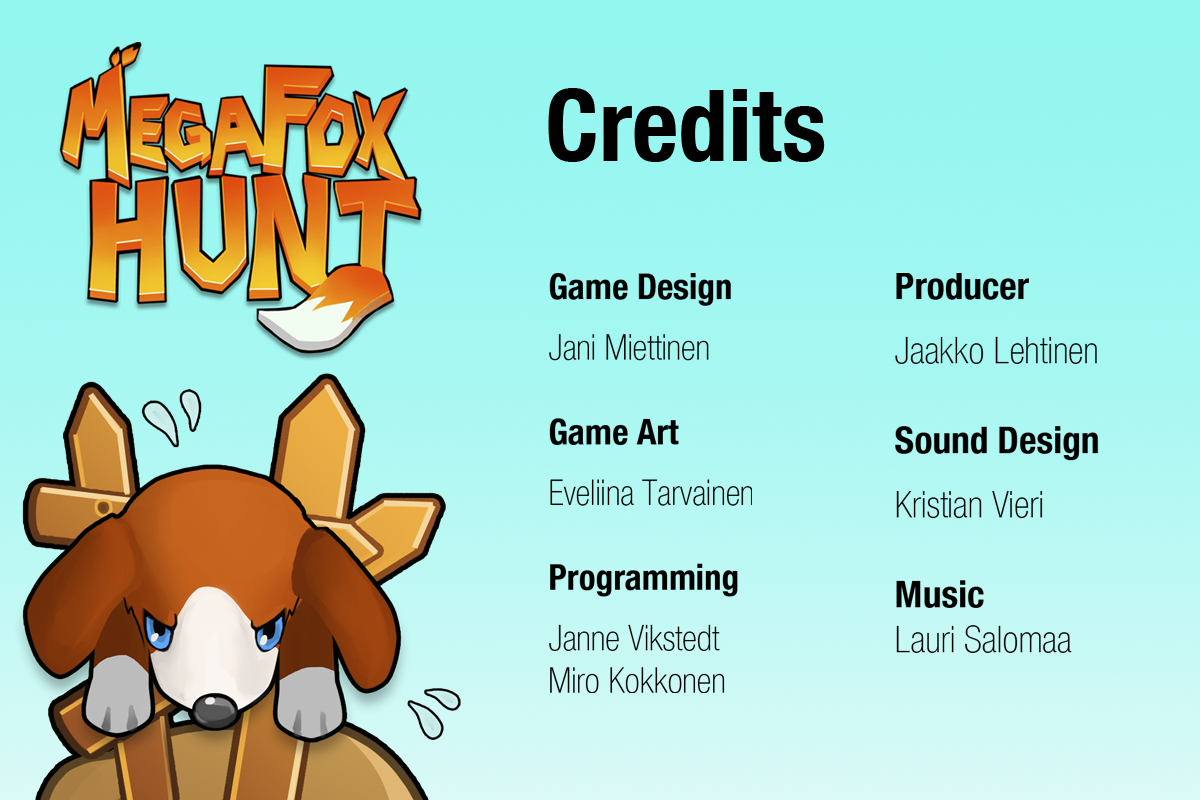 MEGAFOX
HUNT
Credits
Game Design
Jani Miettinen
Game Art
Eveliina Tarvainen
Programming
Janne Vikstedt
Miro Kokkonen
Producer
Jaakko Lehtinen
Sound Design
Kristian Vieri
Music
Lauri Salomaa